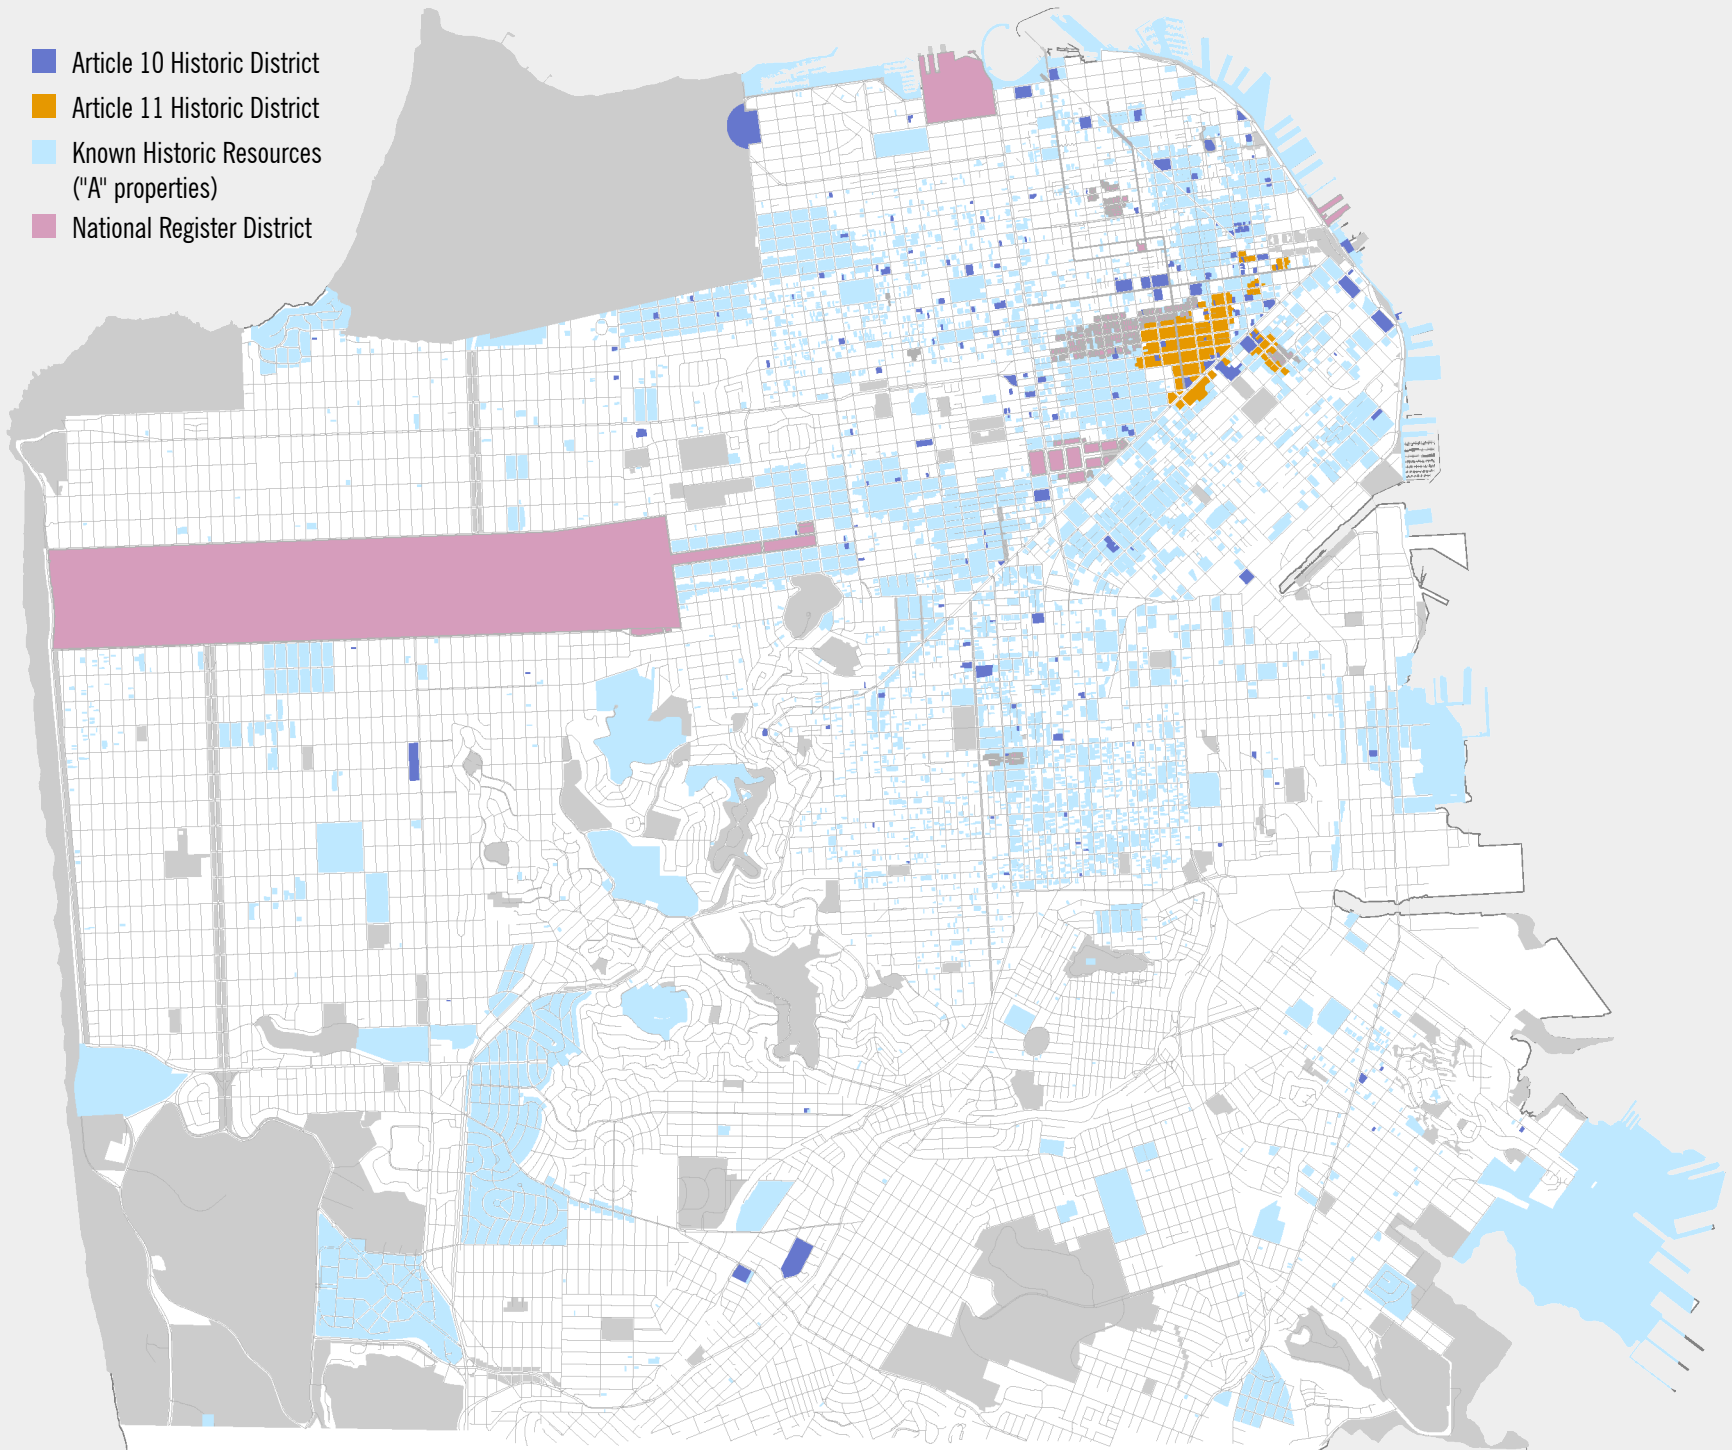 Article 10 Historic District
Article 11 Historic District
Known Historic Resources
("A" properties)
National Register District